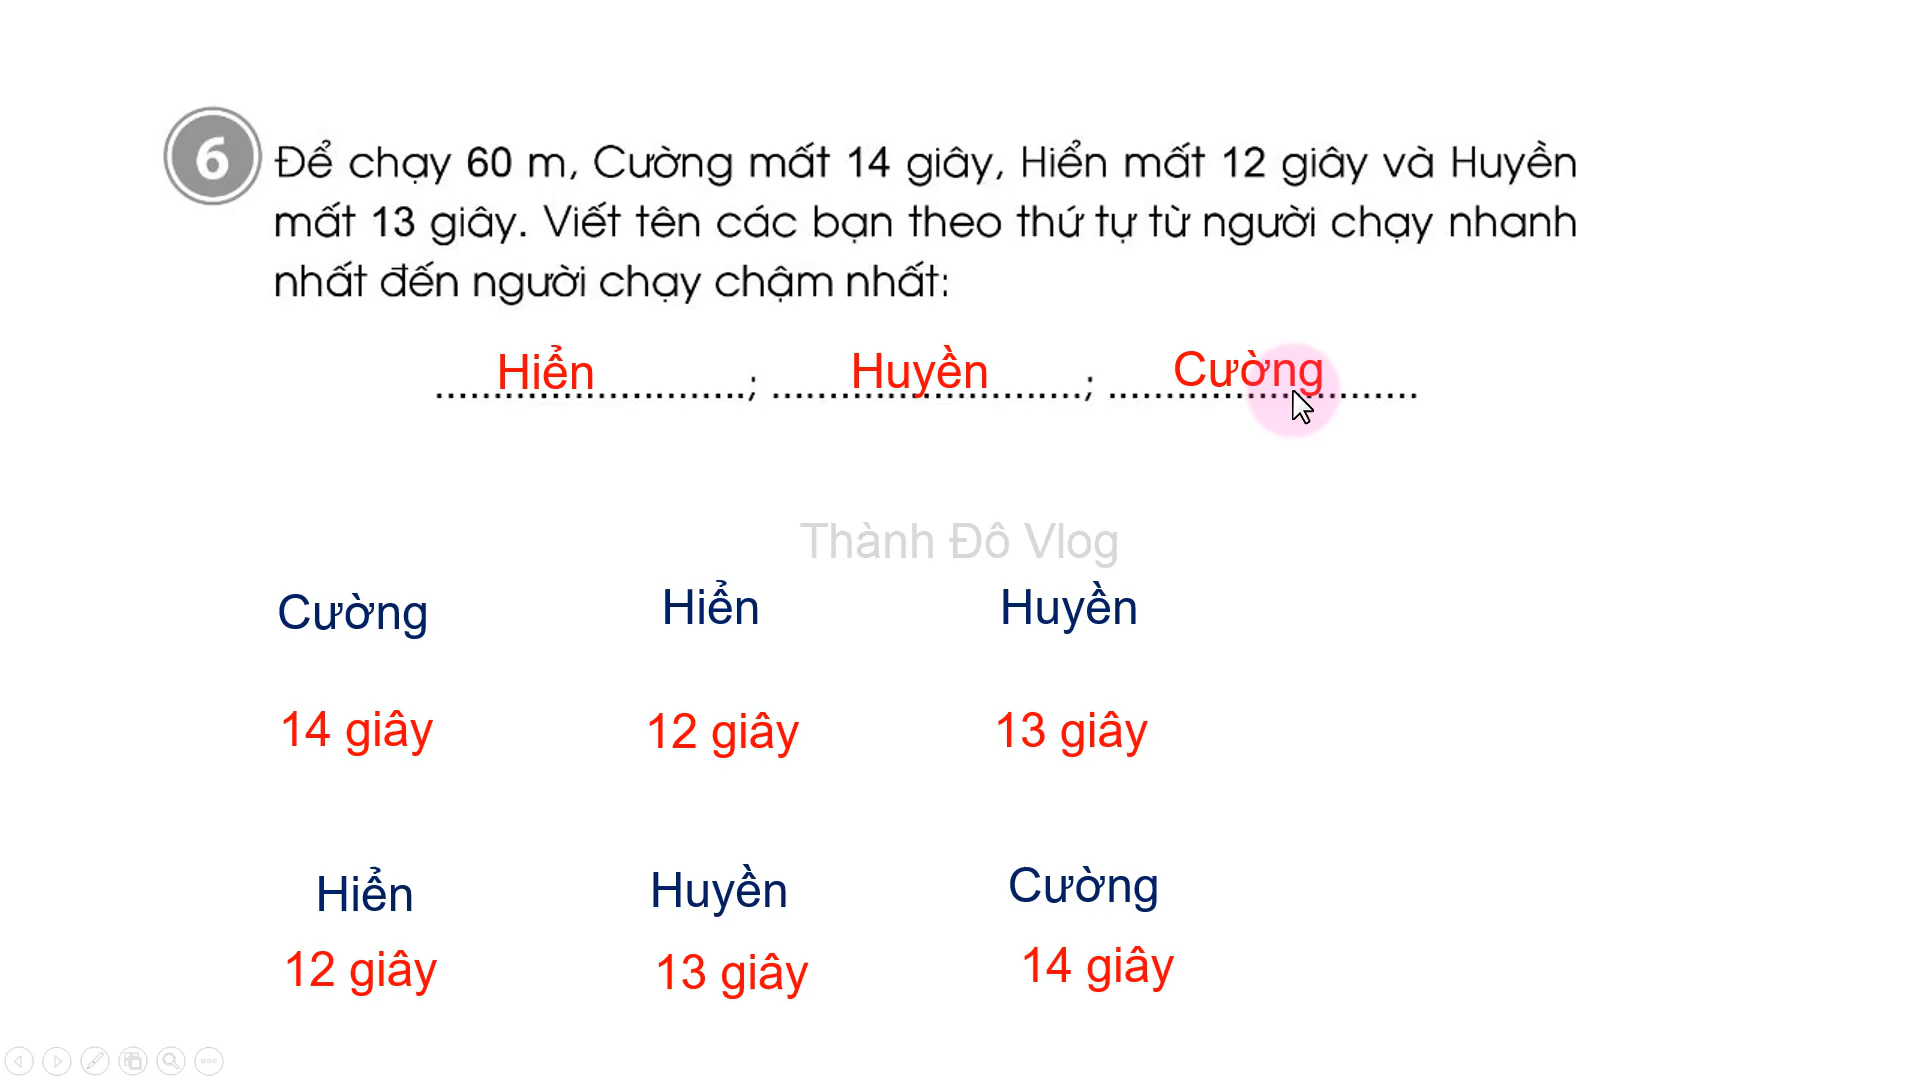 6
Để chạy 60 m, Cường mất 14 giây, Hiển mất 12 giây và Huyền
mất 13 giây. Viết tên các bạn theo thứ tự từ người chạy nhanh
nhất đến người chạy chậm nhất:
Hiển ; Huyền ; Cường
Thành Đô Vlog
Cường Hiển Huyền
14 giây 12 giây 13 giây
Hiển Huyền Cường
12 giây 13 giây 14 giây